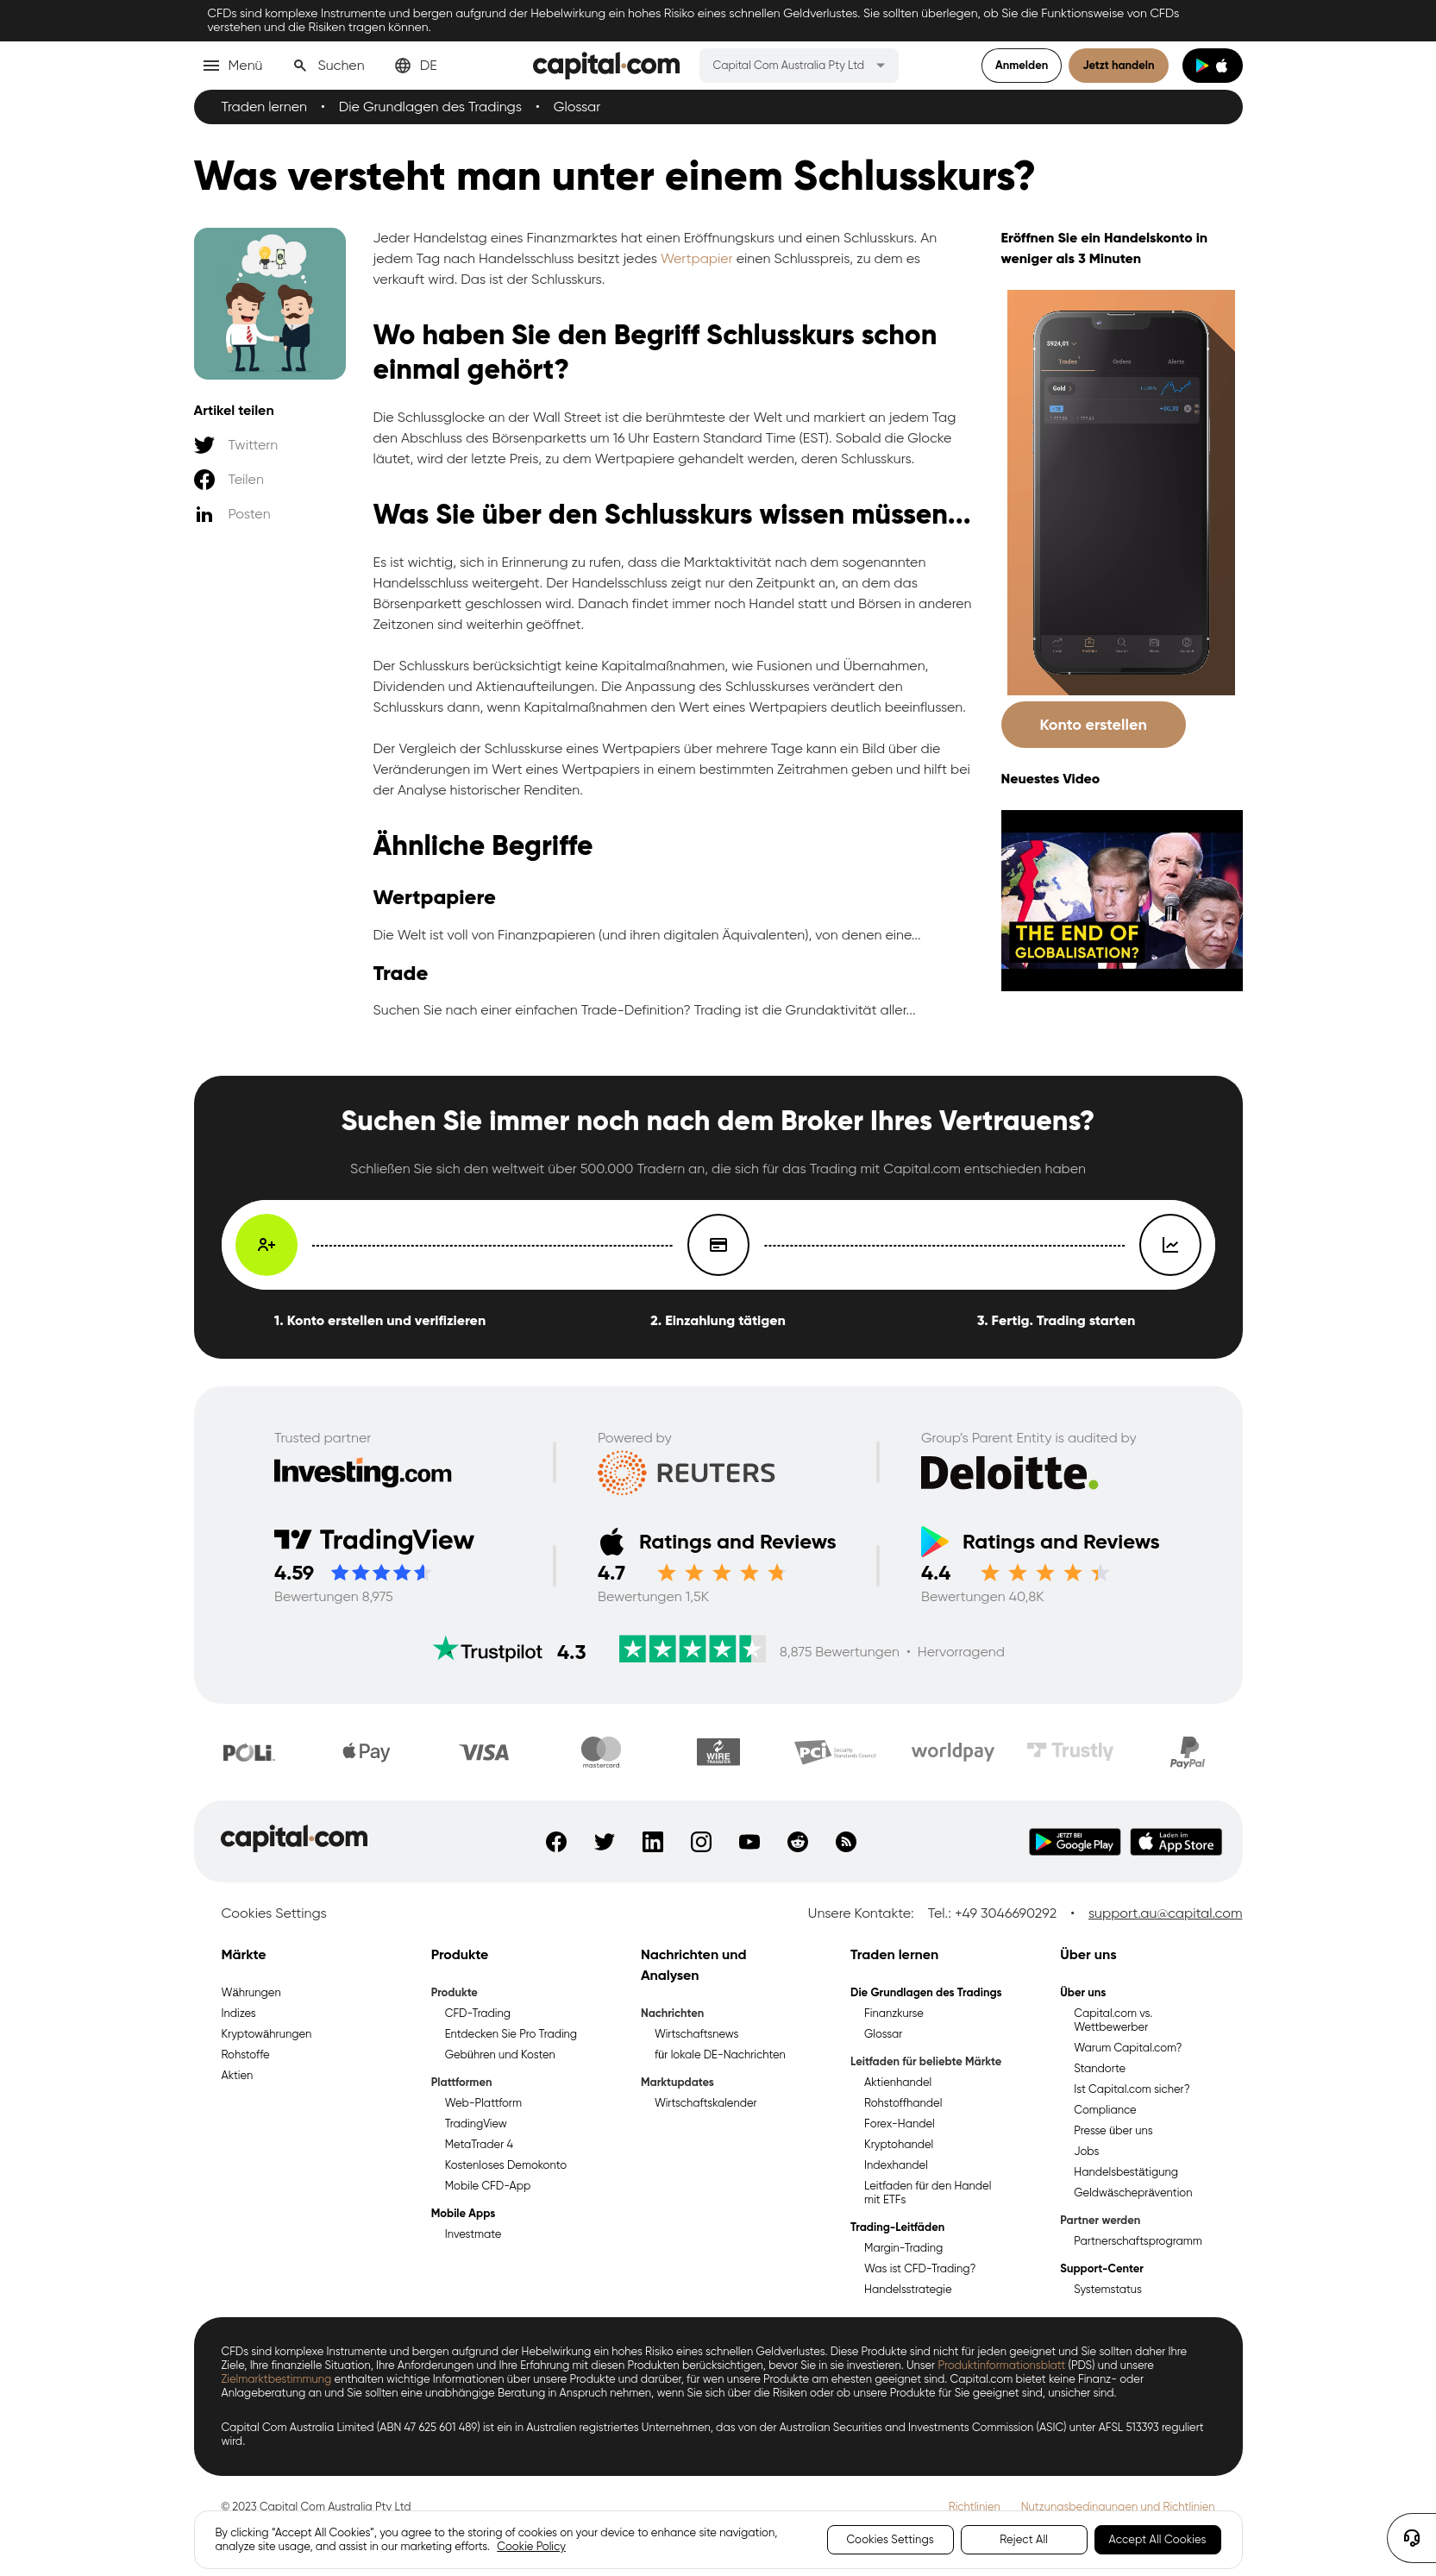 CFDs sind komplexe Instrumente und bergen aufgrund der Hebelwirkung ein hohes Risiko eines schnellen Geldverlustes. Sie sollten überlegen, ob Sie die Funktionsweise von CFDs
verstehen und die Risiken tragen können.
Menü
Suchen
DE
capital.com
Capital Com Australia Pty Ltd
Anmelden
Jetzt handeln
Traden lernen • Die Grundlagen des Tradings • Glossar
Was versteht man unter einem Schlusskurs?
Artikel teilen
Twittern
Teilen
Posten
Jeder Handelstag eines Finanzmarktes hat einen Eröffnungskurs und einen Schlusskurs. An
jedem Tag nach Handelsschluss besitzt jedes Wertpapier einen Schlusspreis, zu dem es
verkauft wird. Das ist der Schlusskurs.
Wo haben Sie den Begriff Schlusskurs schon
einmal gehört?
Die Schlussglocke an der Wall Street ist die berühmteste der Welt und markiert an jedem Tag
den Abschluss des Börsenparketts um 16 Uhr Eastern Standard Time (EST). Sobald die Glocke
läutet, wird der letzte Preis, zu dem Wertpapiere gehandelt werden, deren Schlusskurs.
Was Sie über den Schlusskurs wissen müssen...
Es ist wichtig, sich in Erinnerung zu rufen, dass die Marktaktivität nach dem sogenannten
Handelsschluss weitergeht. Der Handelsschluss zeigt nur den Zeitpunkt an, an dem das
Börsenparkett geschlossen wird. Danach findet immer noch Handel statt und Börsen in anderen
Zeitzonen sind weiterhin geöffnet.
Der Schlusskurs berücksichtigt keine Kapitalmaßnahmen, wie Fusionen und Übernahmen,
Dividenden und Aktienaufteilungen. Die Anpassung des Schlusskurses verändert den
Schlusskurs dann, wenn Kapitalmaßnahmen den Wert eines Wertpapiers deutlich beeinflussen.
Der Vergleich der Schlusskurse eines Wertpapiers über mehrere Tage kann ein Bild über die
Veränderungen im Wert eines Wertpapiers in einem bestimmten Zeitrahmen geben und hilft bei
der Analyse historischer Renditen.
Ähnliche Begriffe
Wertpapiere
Die Welt ist voll von Finanzpapieren (und ihren digitalen Äquivalenten), von denen eine...
Trade
Suchen Sie nach einer einfachen Trade-Definition? Trading ist die Grundaktivität aller...
Eröffnen Sie ein Handelskonto in
weniger als 3 Minuten
$924,01
Trades
Orders
Alerts
Gold
Konto erstellen
Neuestes Video
THE END OF
GLOBALISATION?
Suchen Sie immer noch nach dem Broker Ihres Vertrauens?
Schließen Sie sich den weltweit über 500.000 Tradern an, die sich für das Trading mit Capital.com entschieden haben
1. Konto erstellen und verifizieren
2. Einzahlung tätigen
3. Fertig. Trading starten
Trusted partner
Investing.com
Powered by
REUTERS
Group's Parent Entity is audited by
Deloitte.
TradingView
4.59
Bewertungen 8,975
Ratings and Reviews
4.7
Bewertungen 1,5K
Ratings and Reviews
4.4
Bewertungen 40,8K
Trustpilot 4.3
8,875 Bewertungen • Hervorragend
POLi
Pay
VISA
mastercard
WIRE
TRANSFER
PCI Security
Standards Council
worldpay
Trustly
PayPal
capital.com
JETZT BEI
Google Play
Laden im
App Store
Cookies Settings
Unsere Kontakte: Tel.: +49 3046690292 • support.au@capital.com
Märkte
Währungen
Indizes
Kryptowährungen
Rohstoffe
Aktien
Produkte
Produkte
CFD-Trading
Entdecken Sie Pro Trading
Gebühren und Kosten
Plattformen
Web-Plattform
TradingView
MetaTrader 4
Kostenloses Demokonto
Mobile CFD-App
Mobile Apps
Investmate
Nachrichten und
Analysen
Nachrichten
Wirtschaftsnews
für lokale DE-Nachrichten
Marktupdates
Wirtschaftskalender
Traden lernen
Die Grundlagen des Tradings
Finanzkurse
Glossar
Leitfaden für beliebte Märkte
Aktienhandel
Rohstoffhandel
Forex-Handel
Kryptohandel
Indexhandel
Leitfaden für den Handel
mit ETFs
Trading-Leitfäden
Margin-Trading
Was ist CFD-Trading?
Handelsstrategie
Über uns
Über uns
Capital.com vs.
Wettbewerber
Warum Capital.com?
Standorte
Ist Capital.com sicher?
Compliance
Presse über uns
Jobs
Handelsbestätigung
Geldwäscheprävention
Partner werden
Partnerschaftsprogramm
Support-Center
Systemstatus
CFDs sind komplexe Instrumente und bergen aufgrund der Hebelwirkung ein hohes Risiko eines schnellen Geldverlustes. Diese Produkte sind nicht für jeden geeignet und Sie sollten daher Ihre
Ziele, Ihre finanzielle Situation, Ihre Anforderungen und Ihre Erfahrung mit diesen Produkten berücksichtigen, bevor Sie in sie investieren. Unser Produktinformationsblatt (PDS) und unsere
Zielmarktbestimmung enthalten wichtige Informationen über unsere Produkte und darüber, für wen unsere Produkte am ehesten geeignet sind. Capital.com bietet keine Finanz- oder
Anlageberatung an und Sie sollten eine unabhängige Beratung in Anspruch nehmen, wenn Sie sich über die Risiken oder ob unsere Produkte für Sie geeignet sind, unsicher sind.
Capital Com Australia Limited (ABN 47 625 601 489) ist ein in Australien registriertes Unternehmen, das von der Australian Securities and Investments Commission (ASIC) unter AFSL 513393 reguliert
wird.
© 2023 Capital Com Australia Pty Ltd
Richtlinien
Nutzungsbedingungen und Richtlinien
By clicking “Accept All Cookies”, you agree to the storing of cookies on your device to enhance site navigation,
analyze site usage, and assist in our marketing efforts. Cookie Policy
Cookies Settings
Reject All
Accept All Cookies